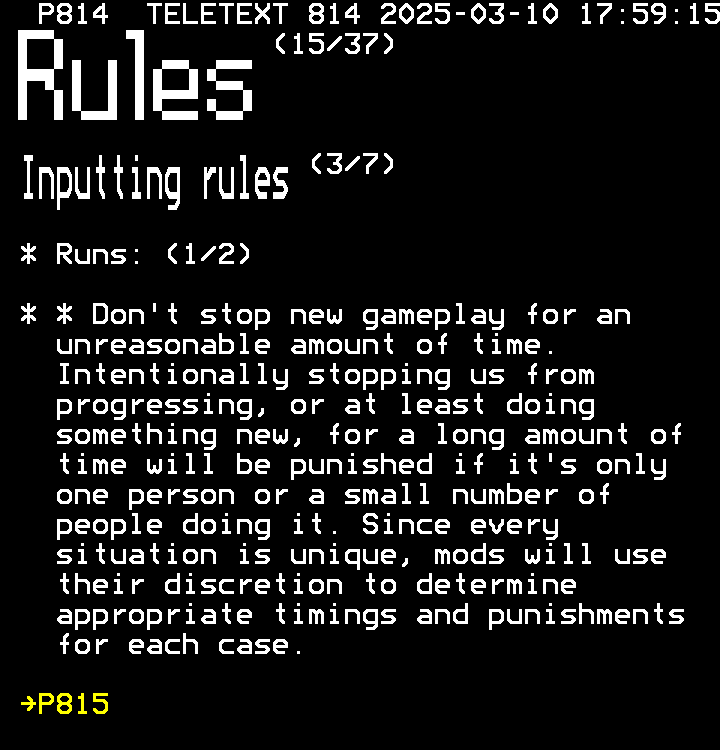 P814 TELETEXT 814 2025-03-10 17:59:15
Rules (15/37)
Inputting rules (3/7)
* Runs: (1/2)
* * Don't stop new gameplay for an
unreasonable amount of time.
Intentionally stopping us from
progressing, or at least doing
something new, for a long amount of
time will be punished if it's only
one person or a small number of
people doing it. Since every
situation is unique, mods will use
their discretion to determine
appropriate timings and punishments
for each case.
→P815